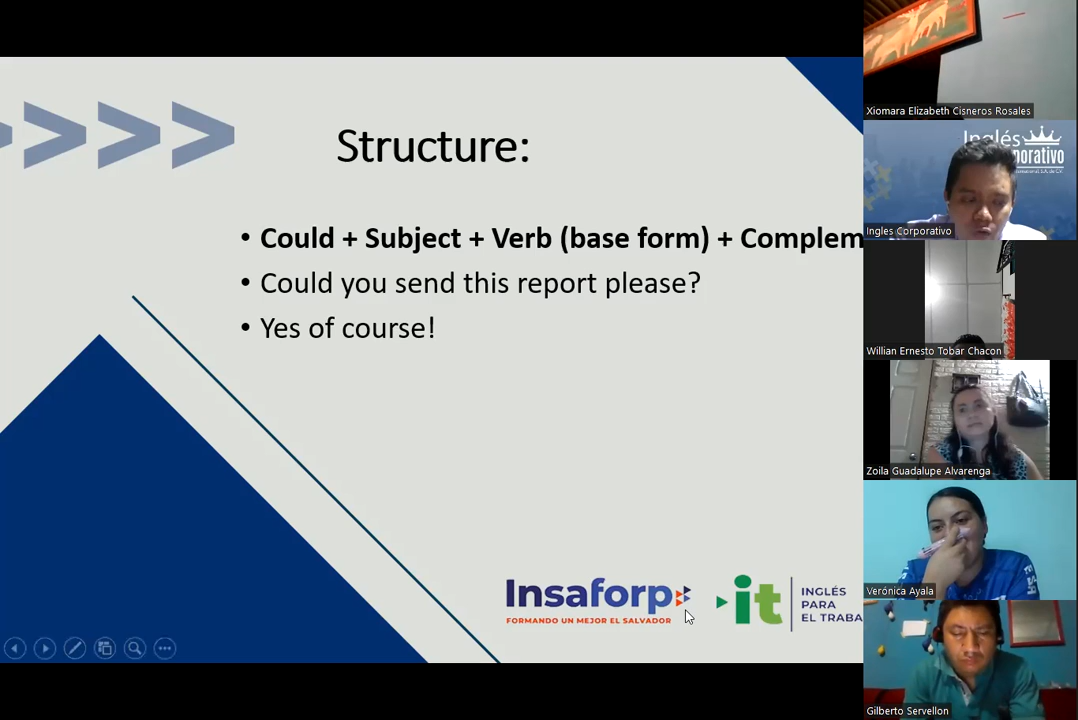 Structure:
• Could + Subject + Verb (base form) + Complem
• Could you send this report please?
• Yes of course!
Insaforp
FORMANDO UN MEJOR EL SALVADOR
it
INGLÉS
PARA
EL TRABA
Xiomara Elizabeth Cisneros Rosales
Inglés
orporativo
Ingles Corporativo
Willian Ernesto Tobar Chacon
Zoila Guadalupe Alvarenga
Verónica Ayala
Gilberto Servellon